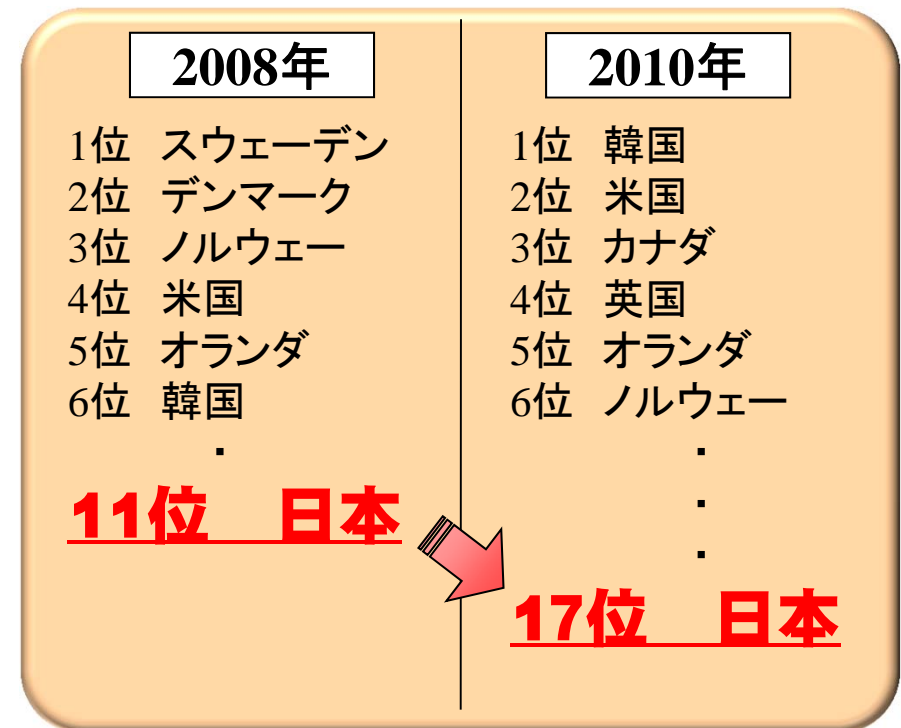 2008年
1位 スウェーデン
2位 デンマーク
3位 ノルウェー
4位 米国
5位 オランダ
6位 韓国
・
11位 日本
2010年
1位 韓国
2位 米国
3位 カナダ
4位 英国
5位 オランダ
6位 ノルウェー
・
・
・
17位 日本